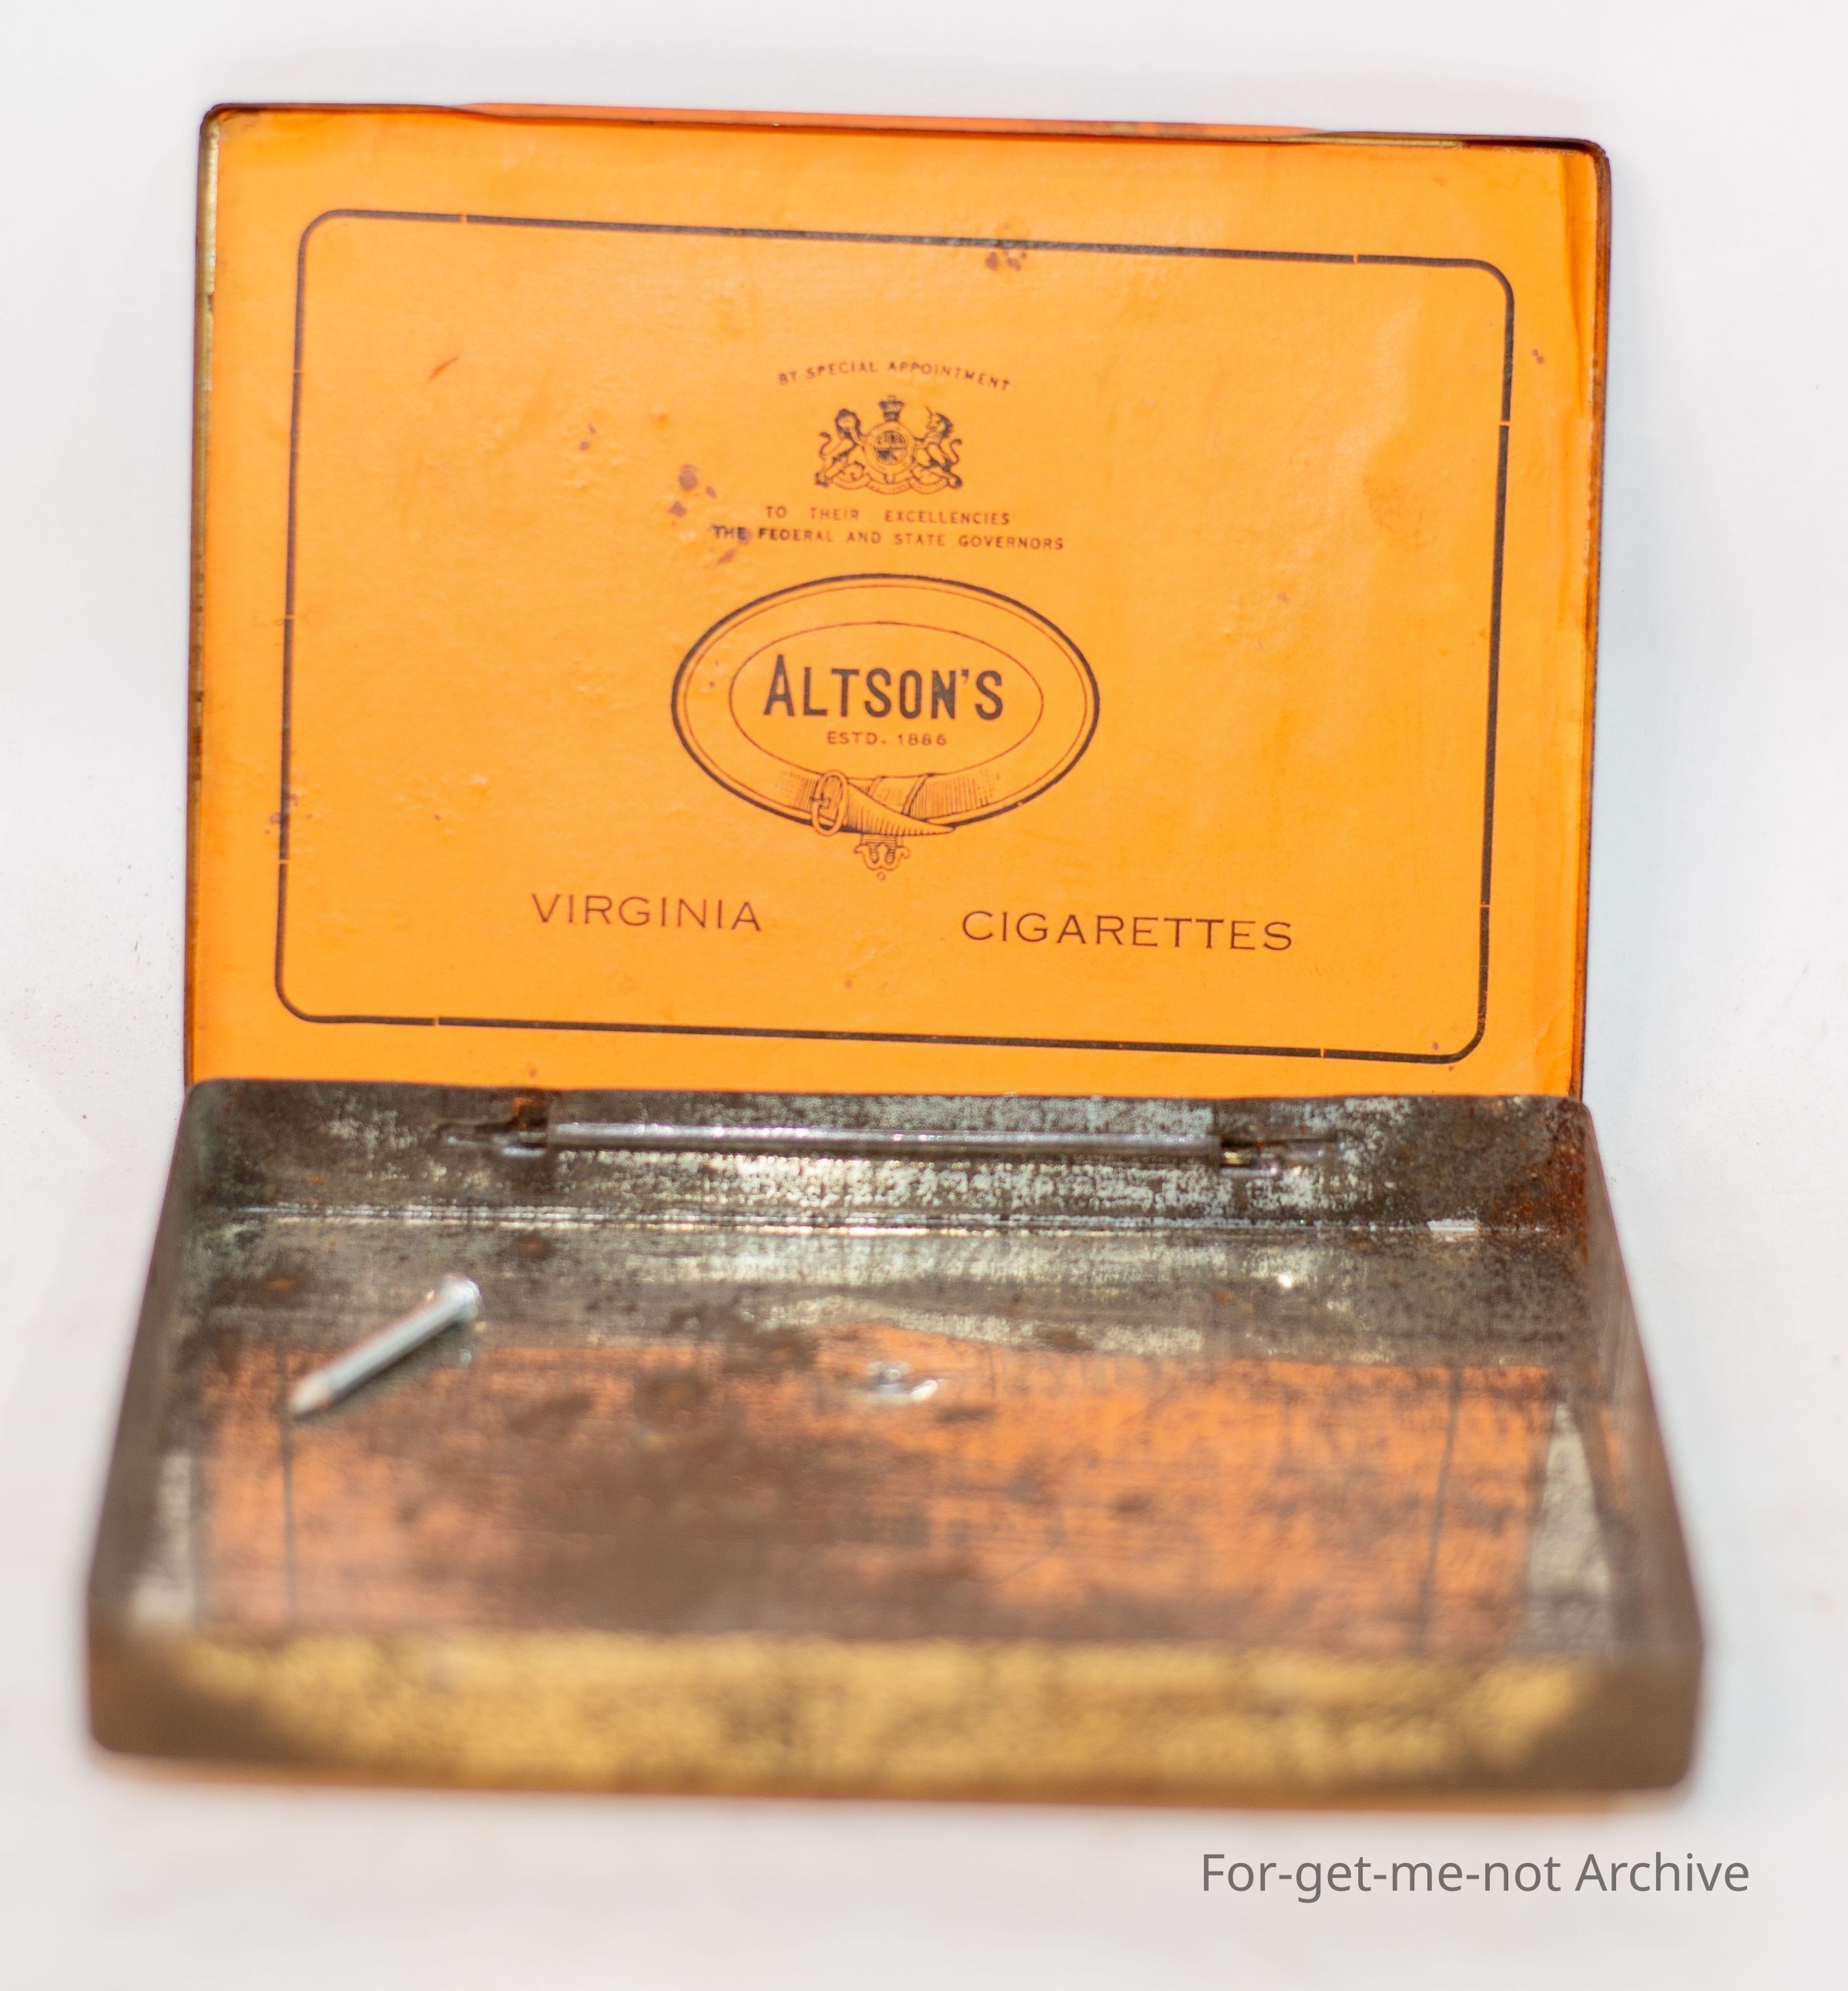 BY SPECIAL APPOINTMENT
TO THEIR EXCELLENCIES
THE FEDERAL AND STATE GOVERNORS
ALTSON'S
ESTD. 1886
VIRGINIA CIGARETTES
For-get-me-not Archive